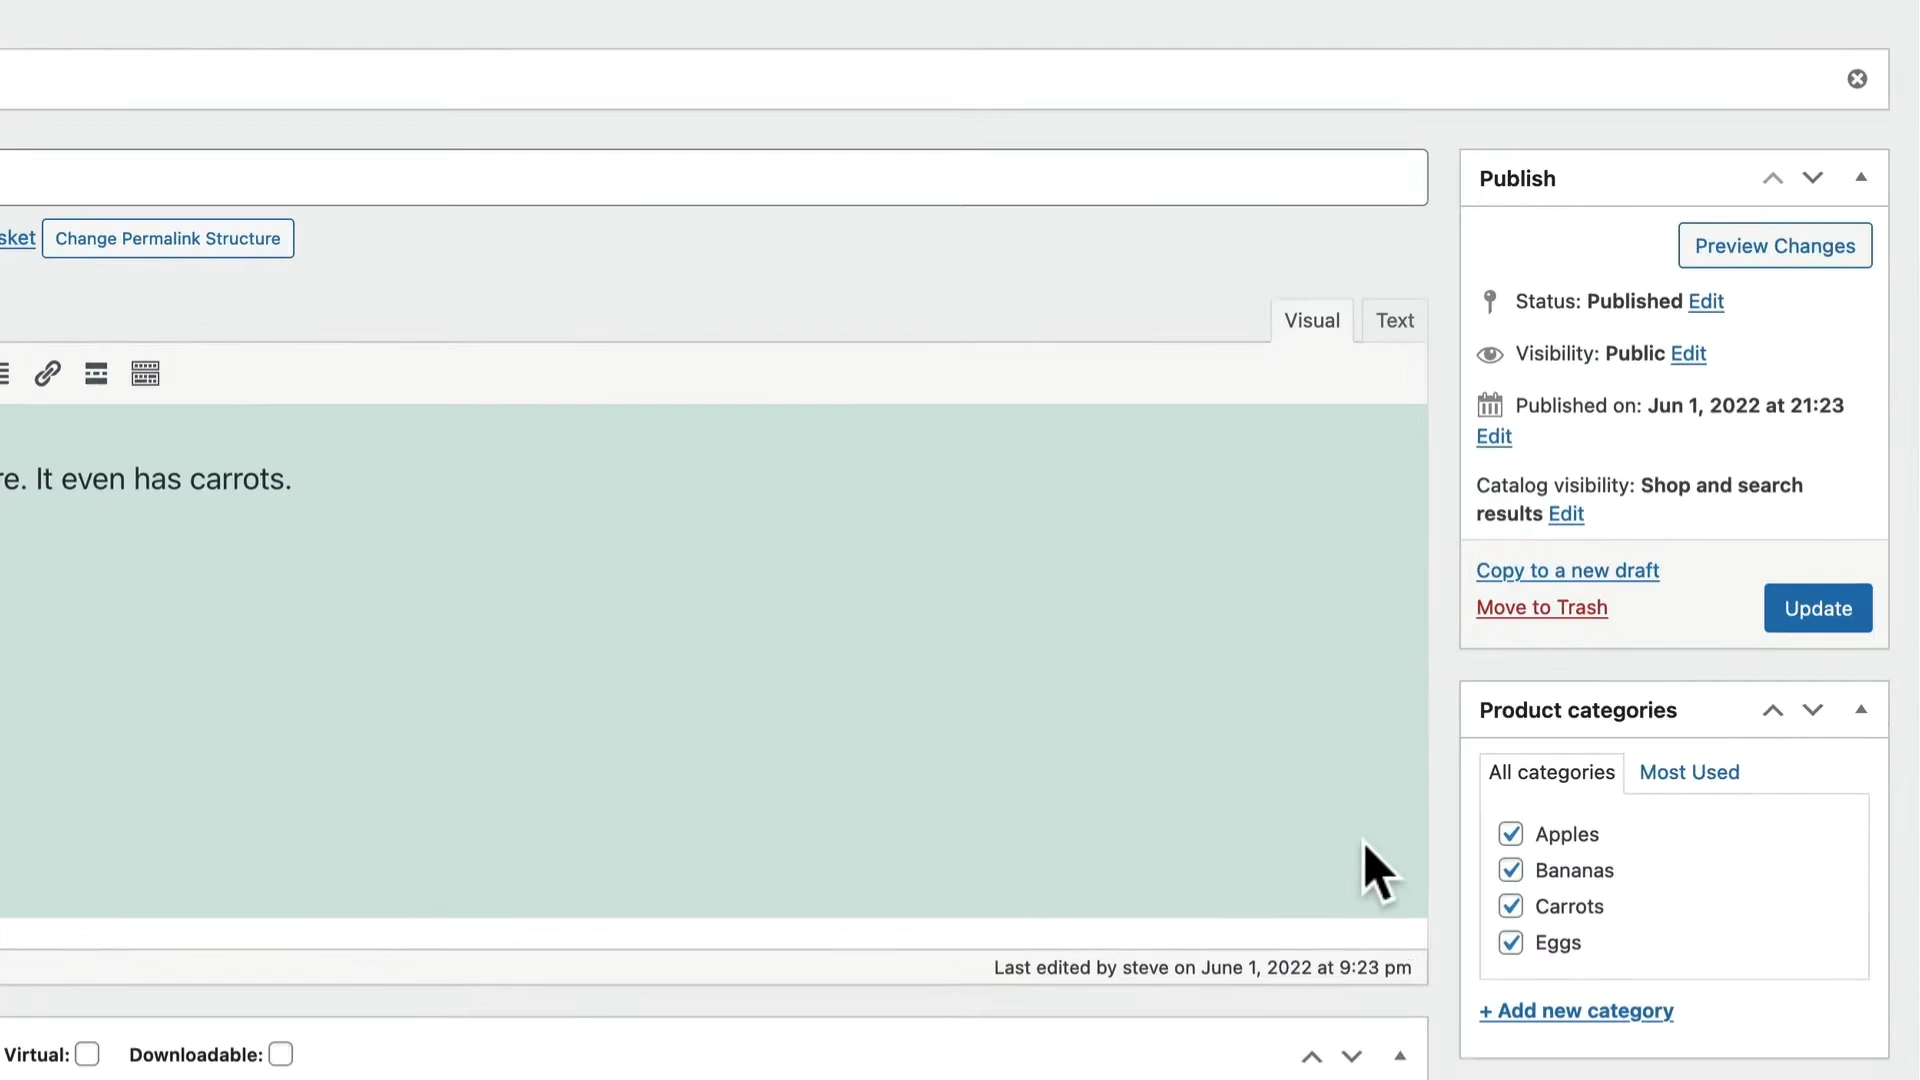 sket Change Permalink Structure
Visual Text
re. It even has carrots.
Last edited by steve on June 1, 2022 at 9:23 pm
Virtual: Downloadable:
Publish
Preview Changes
Status: Published Edit
Visibility: Public Edit
Published on: Jun 1, 2022 at 21:23
Edit
Catalog visibility: Shop and search
results Edit
Copy to a new draft
Move to Trash
Update
Product categories
All categories Most Used
Apples
Bananas
Carrots
Eggs
+ Add new category